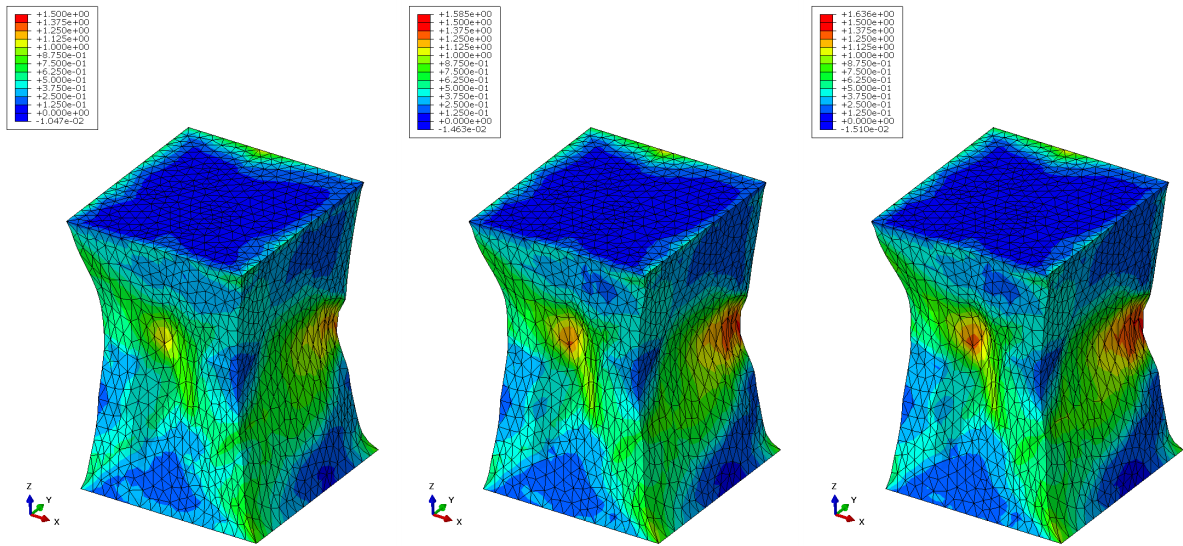 +1.500e+00
+1.375e+00
+1.250e+00
+1.125e+00
+1.000e+00
+8.750e-01
+7.500e-01
+6.250e-01
+5.000e-01
+3.750e-01
+2.500e-01
+1.250e-01
+0.000e+00
-1.047e-02
+1.585e+00
+1.500e+00
+1.375e+00
+1.250e+00
+1.125e+00
+1.000e+00
+8.750e-01
+7.500e-01
+6.250e-01
+5.000e-01
+3.750e-01
+2.500e-01
+1.250e-01
+0.000e+00
-1.463e-02
+1.636e+00
+1.500e+00
+1.375e+00
+1.250e+00
+1.125e+00
+1.000e+00
+8.750e-01
+7.500e-01
+6.250e-01
+5.000e-01
+3.750e-01
+2.500e-01
+1.250e-01
+0.000e+00
-1.510e-02
Z
Y
X
Z
Y
X
Z
Y
X